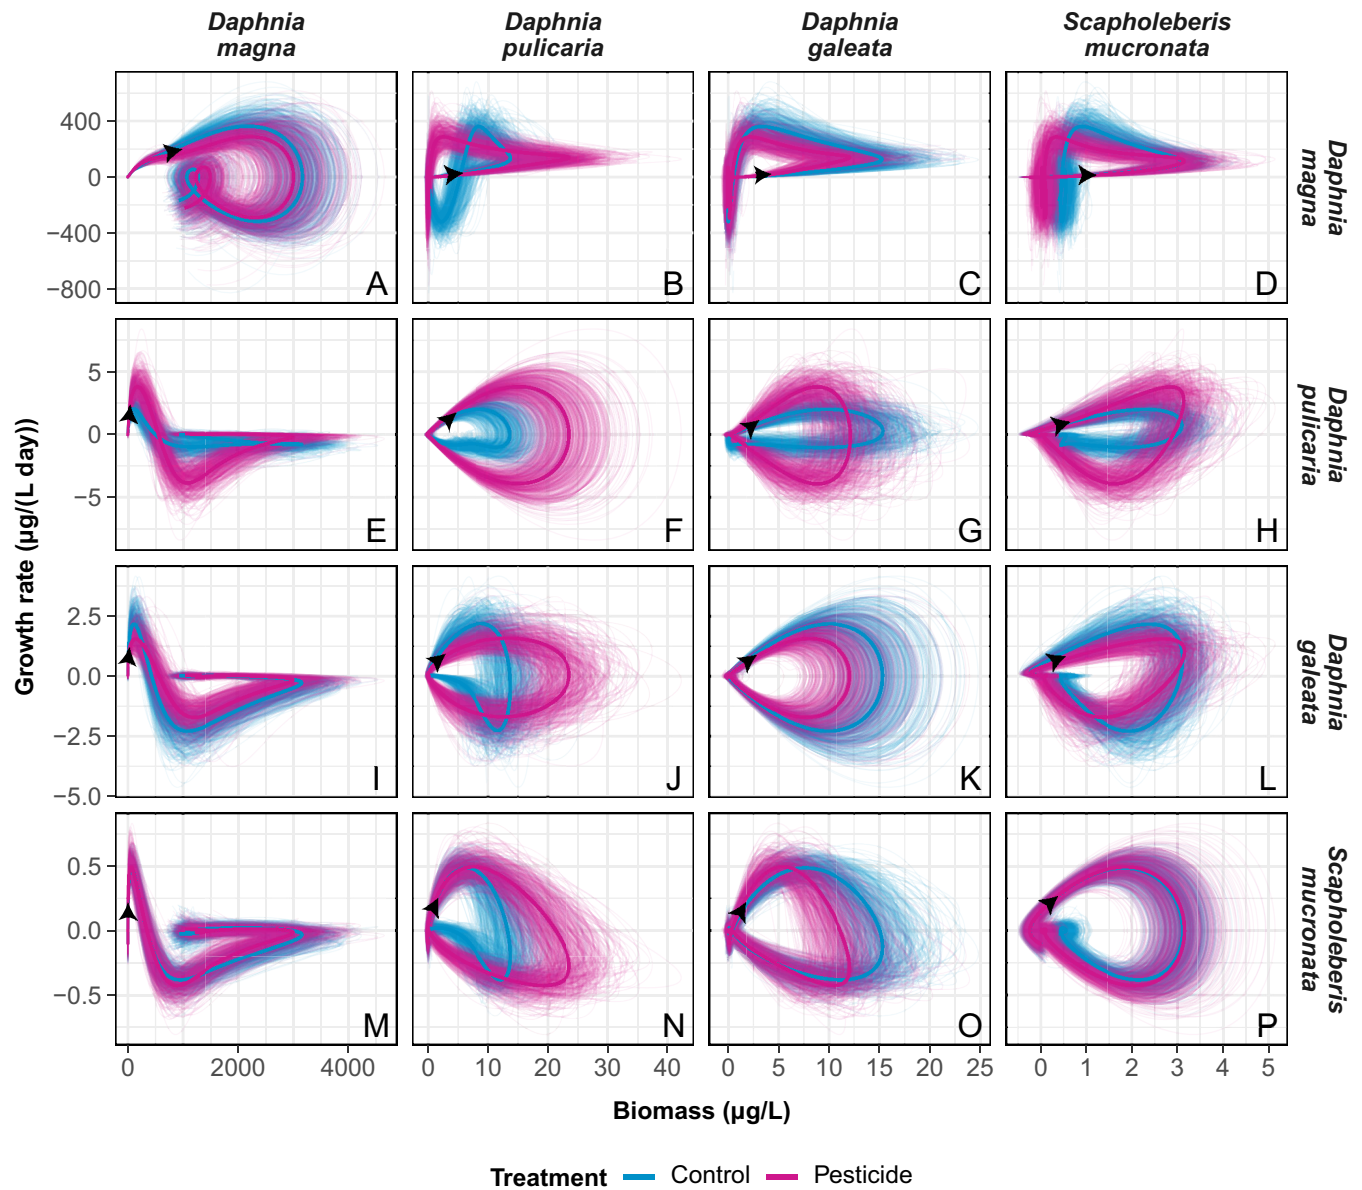 Daphnia magna
Daphnia pulicaria
Daphnia galeata
Scapholeberis mucronata
400
0
−400
−800
A
B
C
D
Daphnia magna
5
0
−5
E
F
G
H
Daphnia pulicaria
2.5
0.0
−2.5
−5.0
I
J
K
L
Daphnia galeata
0.5
0.0
−0.5
M
N
O
P
Scapholeberis mucronata
Growth rate (µg/(L day))
0 2000 4000
0 10 20 30 40
0 5 10 15 20 25
0 1 2 3 4 5
Biomass (µg/L)
Treatment Control Pesticide